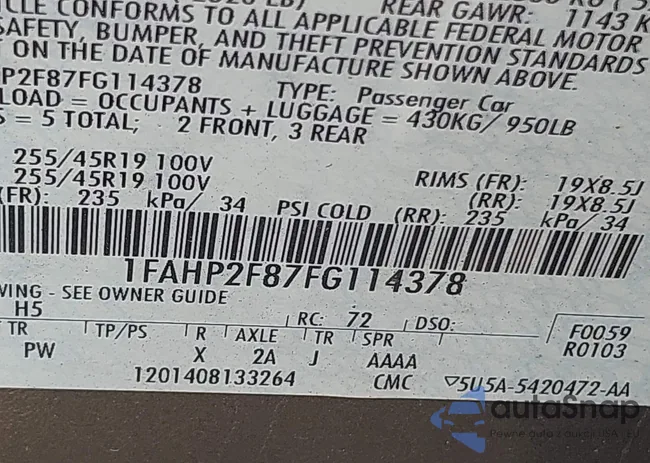 CLE CONFORMS TO ALL APPLICABLE FEDERAL MOTOR
SAFETY, BUMPER, AND THEFT PREVENTION STANDARDS
T ON THE DATE OF MANUFACTURE SHOWN ABOVE.
REAR GAWR: 1143 K
HP2F87FG114378 TYPE: Passenger Car
LOAD = OCCUPANTS + LUGGAGE = 430KG/ 950LB
S = 5 TOTAL; 2 FRONT, 3 REAR
255/45R19 100V RIMS (FR): 19X8.5J
255/45R19 100V (RR): 19X8.5J
(FR): 235 kPa/ 34 PSI COLD (RR): 235 kPa/ 34
1FAHP2F87FG114378
WING - SEE OWNER GUIDE
H5 RC: 72 DSO:
TR TP/PS R AXLE TR SPR F0059
PW X 2A J AAAA R0103
1201408133264 CMC 5U5A-5420472-AA
autoSnap